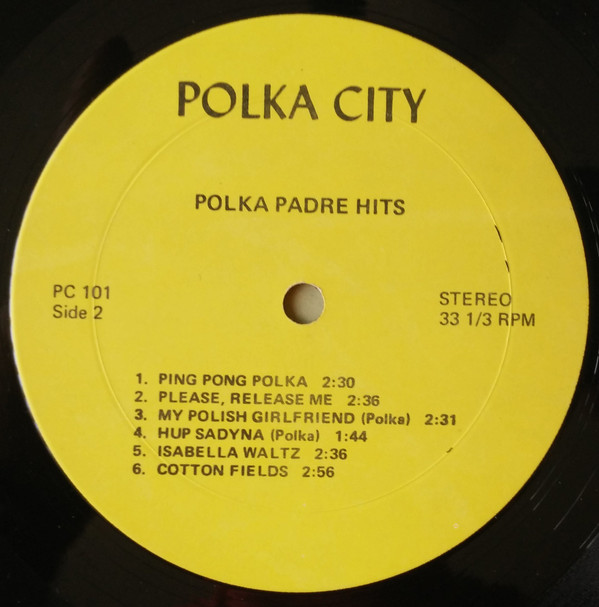 POLKA CITY
POLKA PADRE HITS
PC 101
Side 2
STEREO
33 1/3 RPM
1. PING PONG POLKA 2:30
2. PLEASE, RELEASE ME 2:36
3. MY POLISH GIRLFRIEND (Polka) 2:31
4. HUP SADYNA (Polka) 1:44
5. ISABELLA WALTZ 2:36
6. COTTON FIELDS 2:56